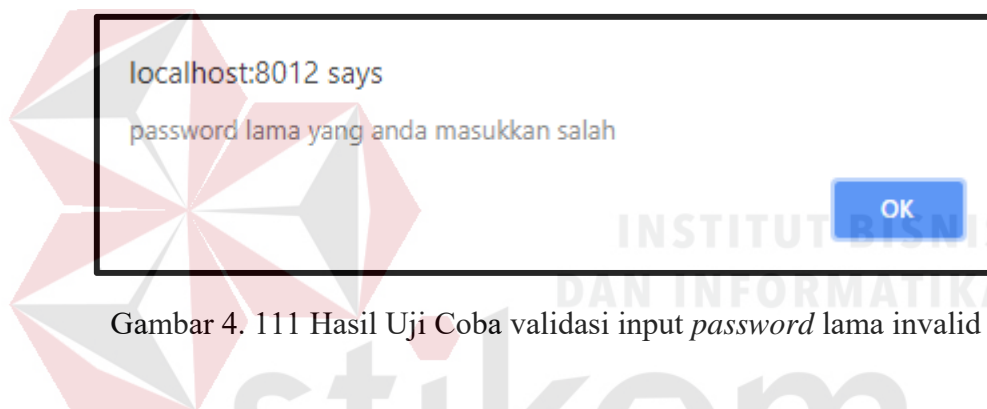 localhost:8012 says
password lama yang anda masukkan salah
OK
INSTITUT BISNIS
DAN INFORMATIKA
Gambar 4. 111 Hasil Uji Coba validasi input password lama invalid
stikom